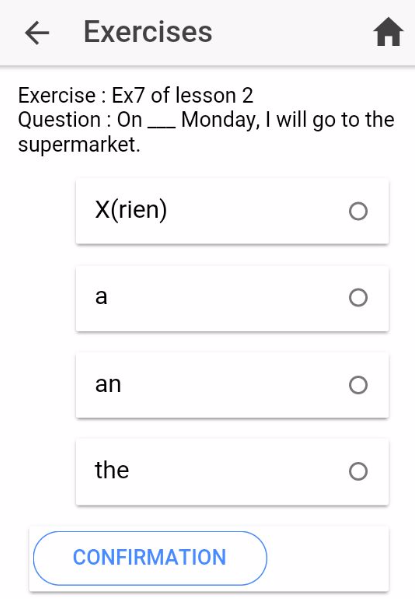 Exercises
Exercise : Ex7 of lesson 2
Question : On ___ Monday, I will go to the
supermarket.
X(rien)
a
an
the
CONFIRMATION